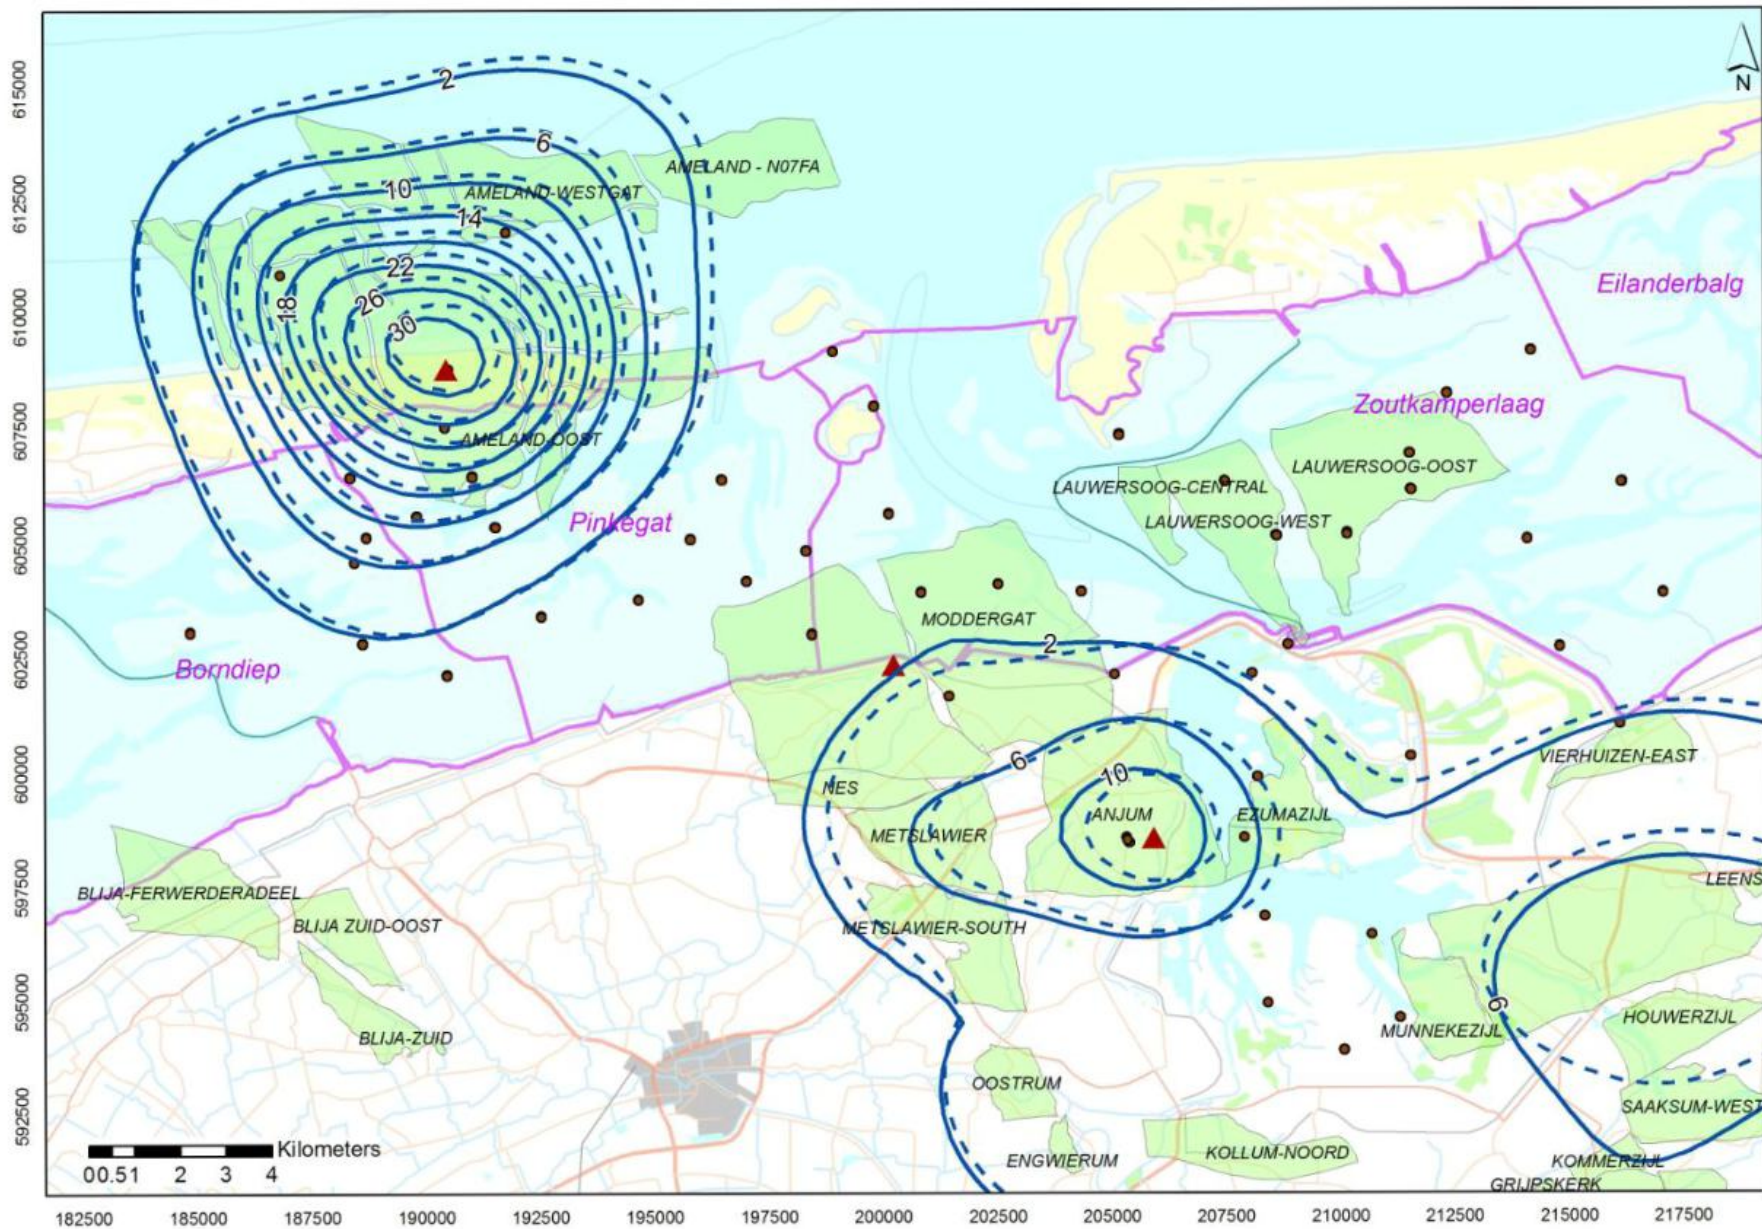 N
615000
612500
610000
607500
605000
602500
600000
597500
595000
592500
2
6
10
14
18
22
26
30
AMELAND - N07FA
AMELAND-WESTGAT
AMELAND-OOST
Eilanderbalg
Zoutkamperlaag
LAUWERSOOG-OOST
LAUWERSOOG-CENTRAL
LAUWERSOOG-WEST
Pinkegat
MODDERGAT
Borndiep
2
6
10
VIERHUIZEN-EAST
NES
ANJUM
EZUMAZIJL
METSLAWIER
BLIJA-FERWERDERADEEL
LEENS
BLIJA ZUID-OOST
METSLAWIER-SOUTH
6
HOUWERZIJL
MUNNEKEZIJL
BLIJA-ZUID
OOSTRUM
SAAKSUM-WEST
Kilometers
0 0.5 1 2 3 4
ENGWIERUM
KOLLUM-NOORD
KOMMERZIJL
GRIJPSKERK
182500 185000 187500 190000 192500 195000 197500 200000 202500 205000 207500 210000 212500 215000 217500